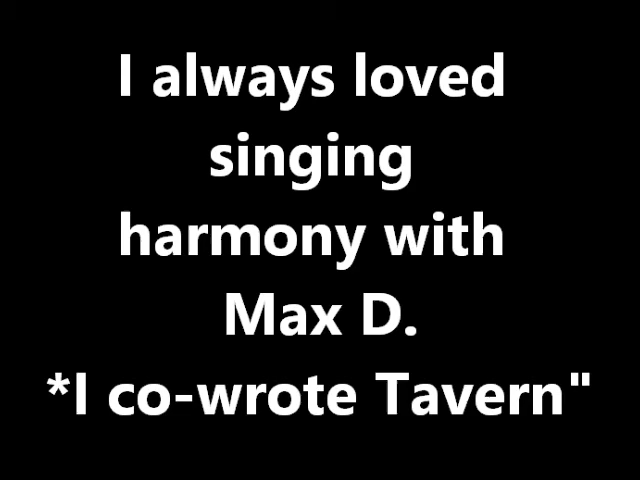 I always loved
singing
harmony with
Max D.
*I co-wrote Tavern"